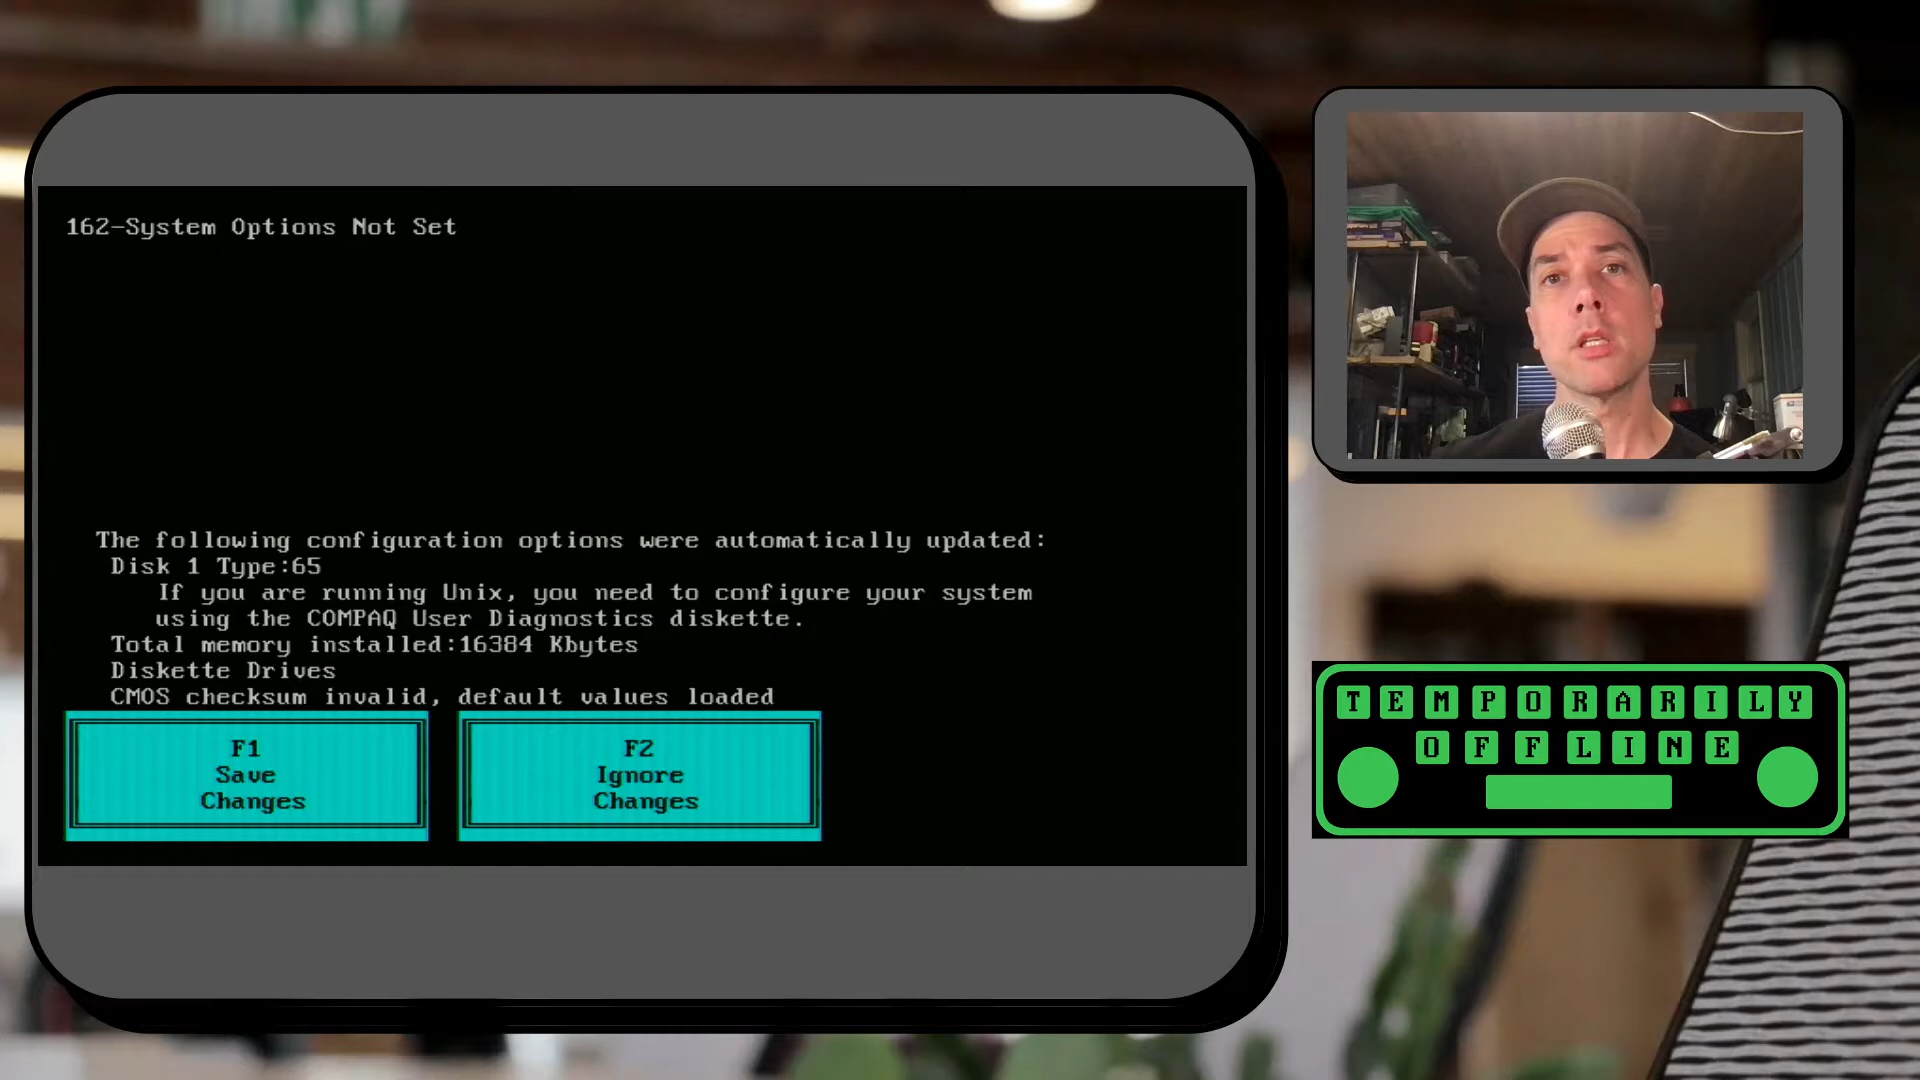 162-System Options Not Set
The following configuration options were automatically updated:
Disk 1 Type:65
If you are running Unix, you need to configure your system
using the COMPAQ User Diagnostics diskette.
Total memory installed:16384 Kbytes
Diskette Drives
CMOS checksum invalid, default values loaded
F1
Save
Changes
F2
Ignore
Changes
TEMPORARILY
OFFLINE